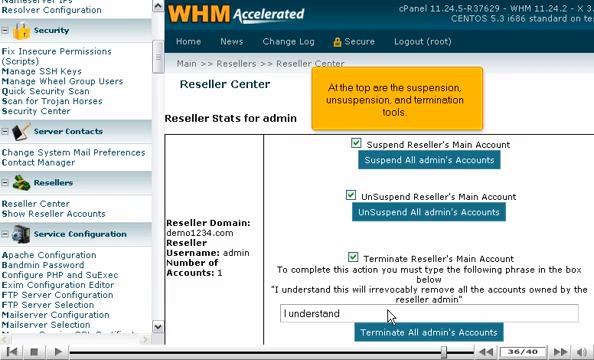 Nameserver IPs
Resolver Configuration
Security
Fix Insecure Permissions
(Scripts)
Manage SSH Keys
Manage Wheel Group Users
Quick Security Scan
Scan for Trojan Horses
Security Center
Server Contacts
Change System Mail Preferences
Contact Manager
Resellers
Reseller Center
Show Reseller Accounts
Service Configuration
Apache Configuration
Bandmin Password
Configure PHP and SuExec
Exim Configuration Editor
FTP Server Configuration
FTP Server Selection
Mailserver Configuration
Mailserver Selection
WHM Accelerated
cPanel 11.24.5-R37629 - WHM 11.24.2 - X 3.
CENTOS 5.3 i686 standard on tes
Home News Change Log Secure Logout (root)
Main >> Resellers >> Reseller Center
Reseller Center
At the top are the suspension,
unsuspension, and termination
tools.
Reseller Stats for admin
Reseller Domain:
demo1234.com
Reseller
Username: admin
Number of
Accounts: 1
Suspend Reseller's Main Account
Suspend All admin's Accounts
UnSuspend Reseller's Main Account
UnSuspend All admin's Accounts
Terminate Reseller's Main Account
To complete this action you must type the following phrase in the box
below
"I understand this will irrevocably remove all the accounts owned by the
reseller admin"
I understand
Terminate All admin's Accounts
36/40